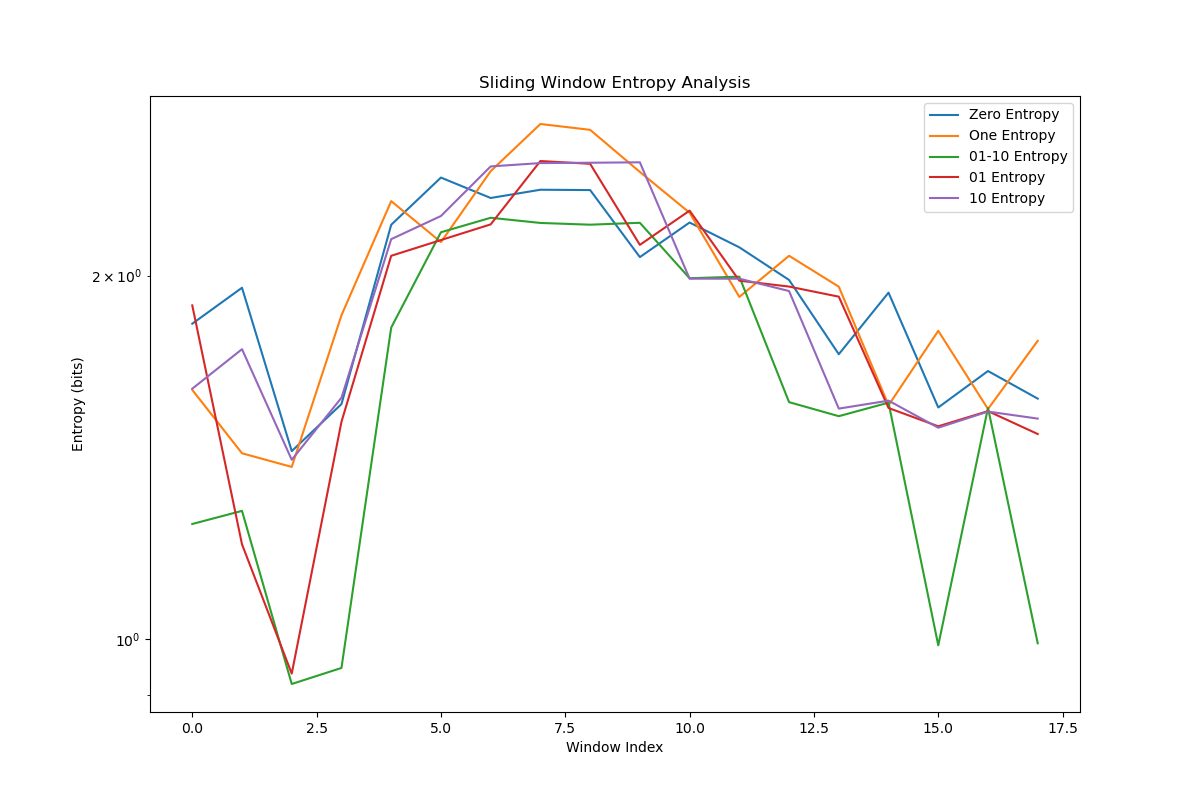 Sliding Window Entropy Analysis
Zero Entropy
One Entropy
01-10 Entropy
01 Entropy
10 Entropy
Entropy (bits)
2 × 10⁰
10⁰
0.0 2.5 5.0 7.5 10.0 12.5 15.0 17.5
Window Index